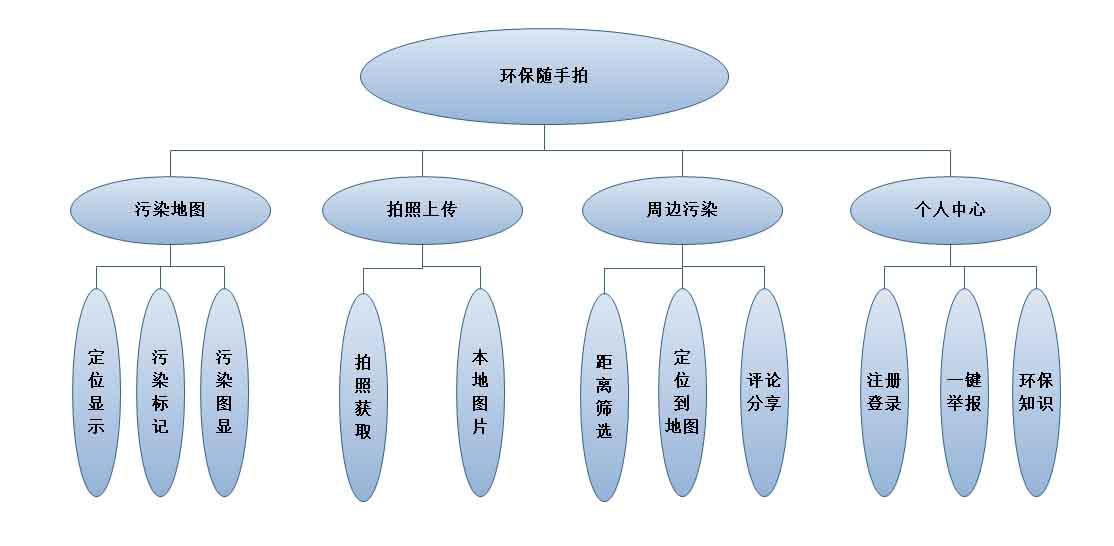 环保随手拍
污染地图
拍照上传
周边污染
个人中心
定位显示
污染标记
污染图显
拍照获取
本地图片
距离筛选
定位到地图
评论
分享
注册
登录
一键
举报
环保
知识